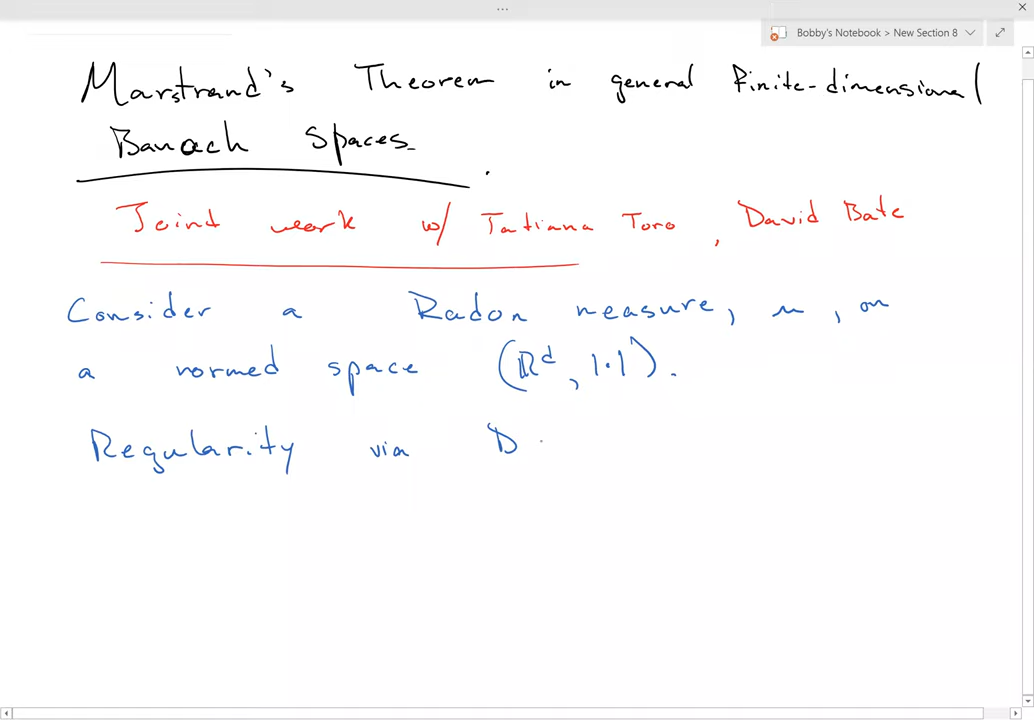 Bobby's Notebook > New Section 8
Marstrand's Theorem in general finite-dimensional
Banach Spaces.
Joint work w/ Tatiana Toro, David Bate
Consider a Radon measure, μ, on
a normed space (ℝᵈ, |·|).
Regularity via D